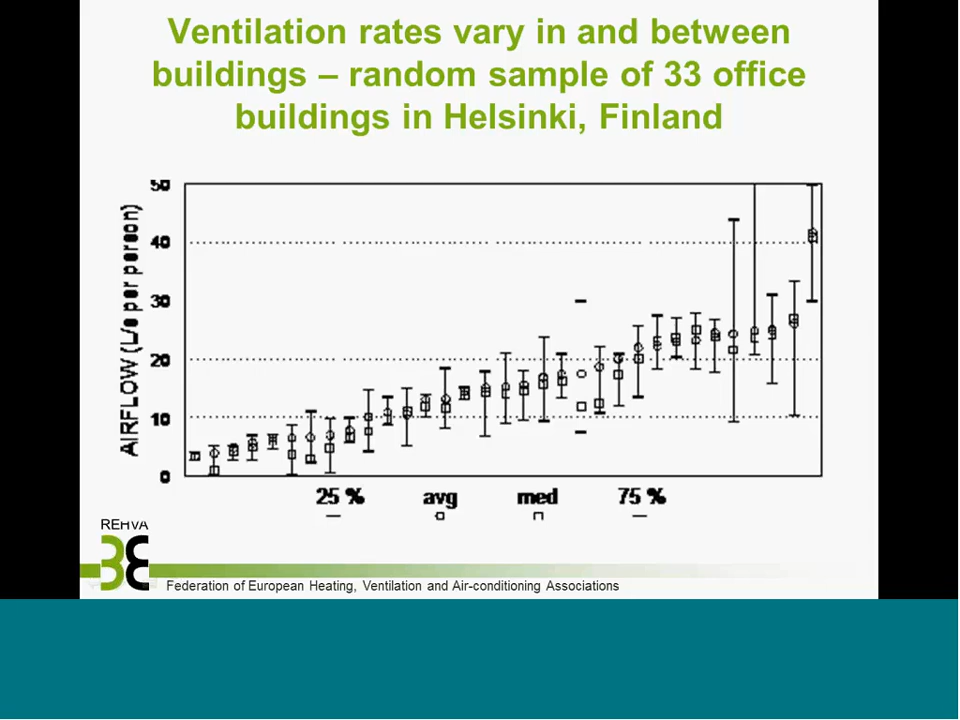 Ventilation rates vary in and between
buildings – random sample of 33 office
buildings in Helsinki, Finland
AIRFLOW (L/s per person)
50
40
30
20
10
0
25 % avg med 75 %
REHVA
Federation of European Heating, Ventilation and Air-conditioning Associations